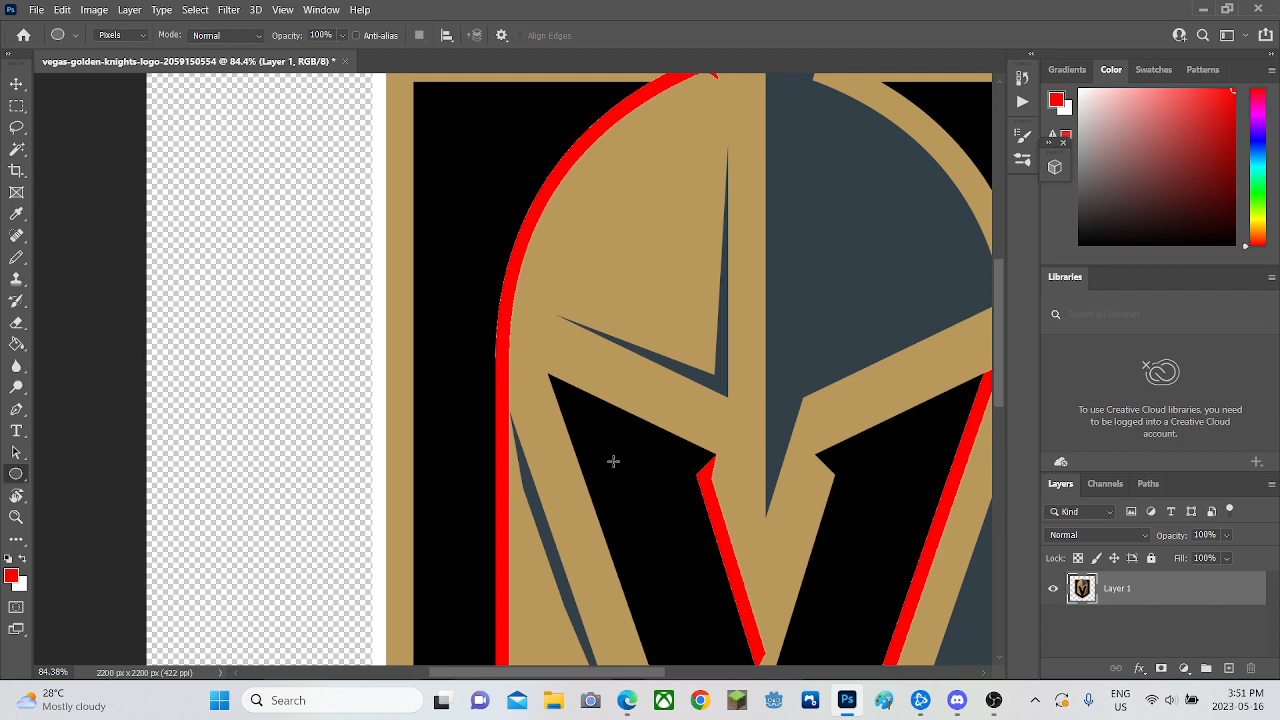 File Edit Image Layer Type Select Filter 3D View Window Help
Pixels Mode: Normal Opacity: 100% Anti-alias Align Edges
vegas-golden-knights-logo-2059150554 @ 84.4% (Layer 1, RGB/8) *
Gradients Color Swatches Patterns
Libraries
Search all libraries
To use Creative Cloud libraries, you need
to be logged into a Creative Cloud
account.
Layers Channels Paths
Kind
Normal Opacity: 100%
Lock: Fill: 100%
Layer 1
84.38% 2200 px x 2200 px (422 ppi)
28°C
Mostly cloudy
Search
ENG
US
3:51 PM
2023-05-16